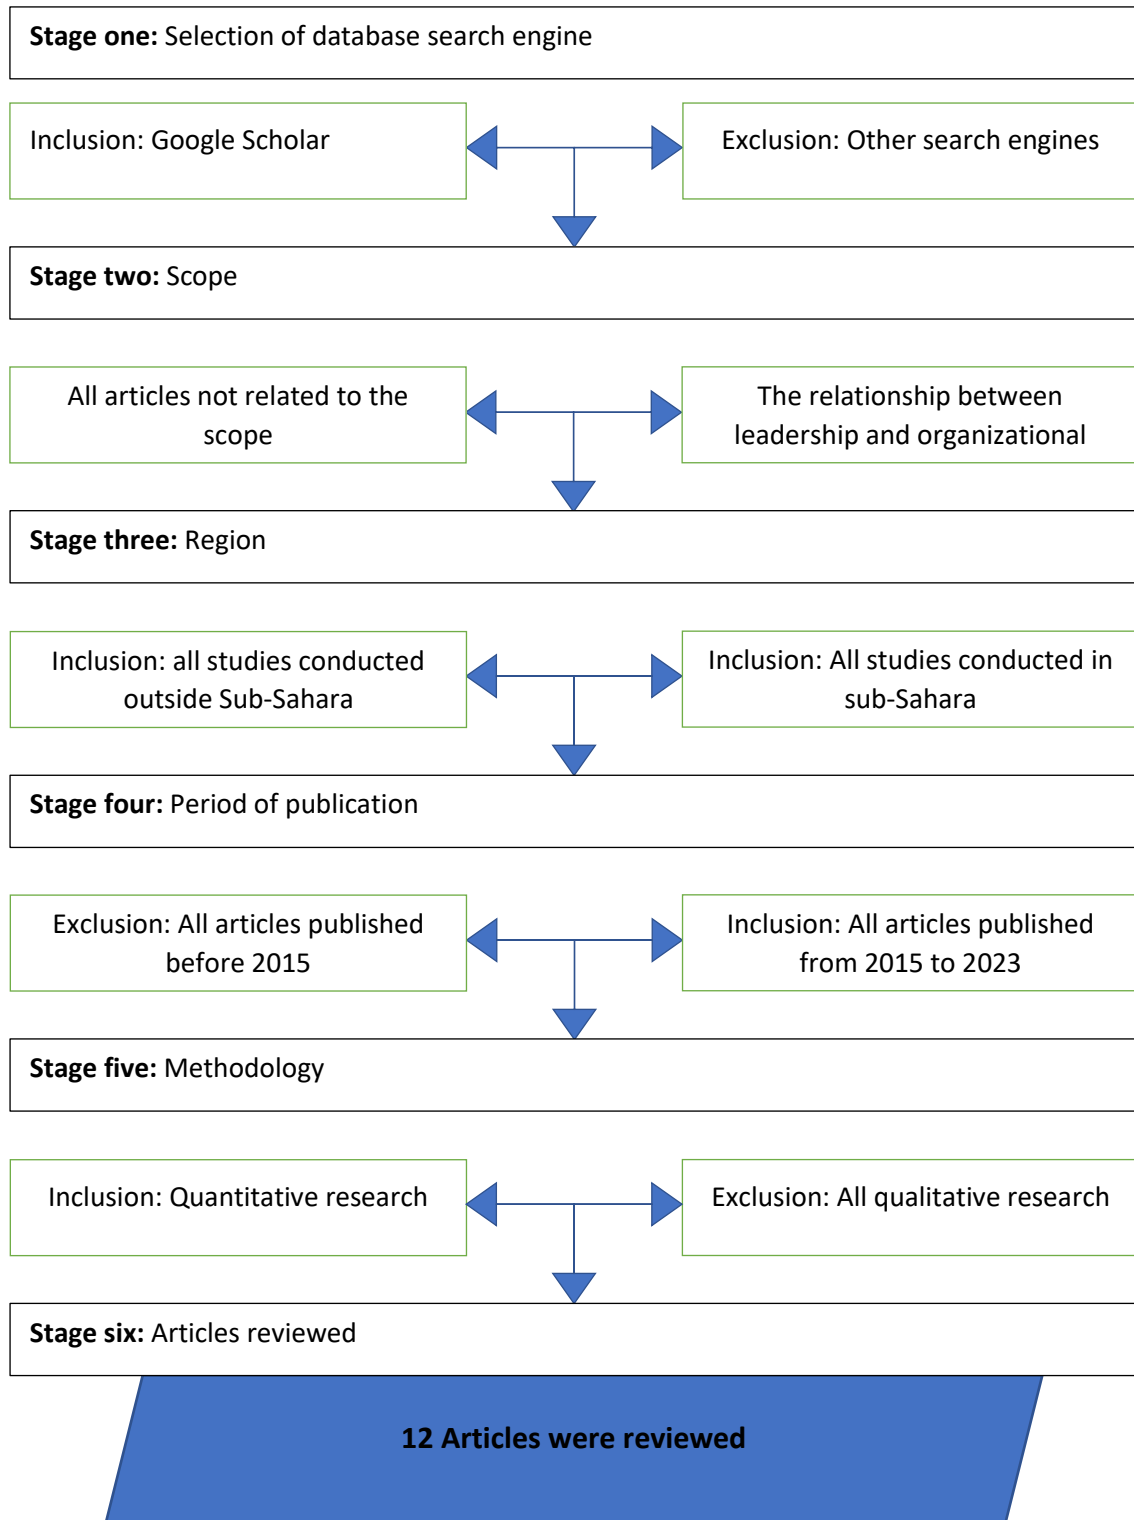 Stage one: Selection of database search engine
Inclusion: Google Scholar
Exclusion: Other search engines
Stage two: Scope
All articles not related to the
scope
The relationship between
leadership and organizational
Stage three: Region
Inclusion: all studies conducted
outside Sub-Sahara
Inclusion: All studies conducted in
sub-Sahara
Stage four: Period of publication
Exclusion: All articles published
before 2015
Inclusion: All articles published
from 2015 to 2023
Stage five: Methodology
Inclusion: Quantitative research
Exclusion: All qualitative research
Stage six: Articles reviewed
12 Articles were reviewed